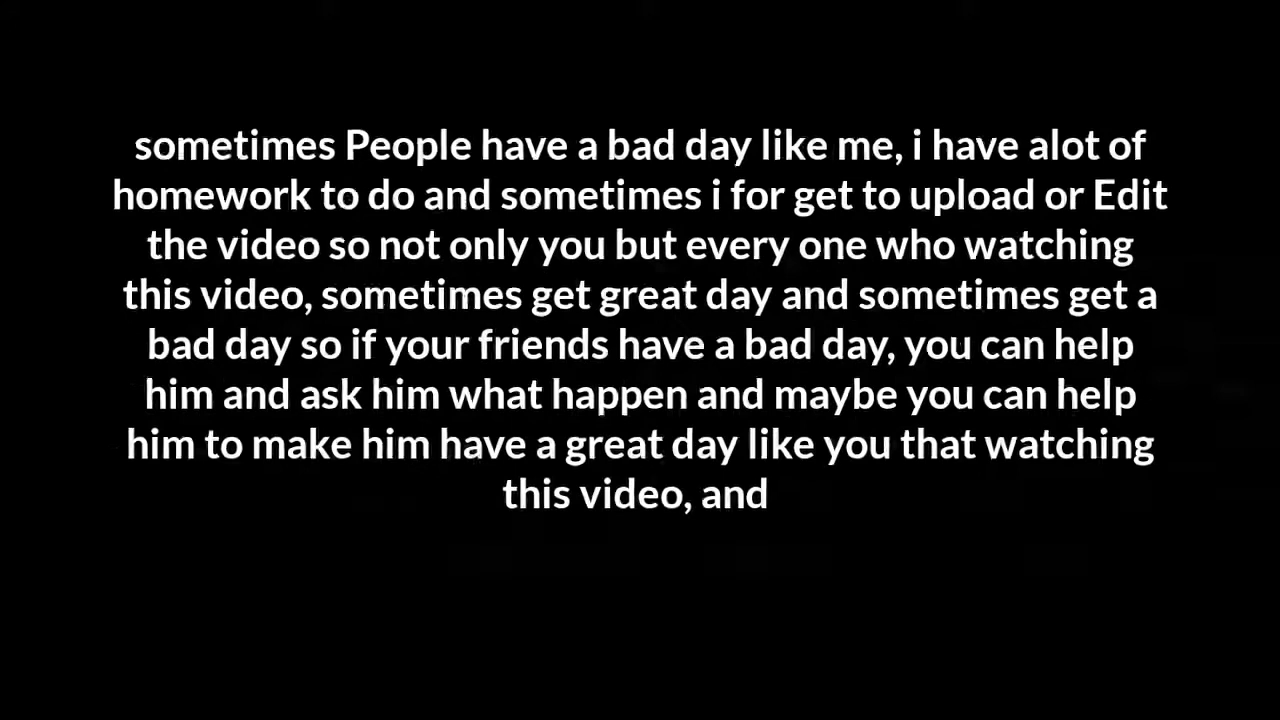 sometimes People have a bad day like me, i have alot of
homework to do and sometimes i for get to upload or Edit
the video so not only you but every one who watching
this video, sometimes get great day and sometimes get a
bad day so if your friends have a bad day, you can help
him and ask him what happen and maybe you can help
him to make him have a great day like you that watching
this video, and